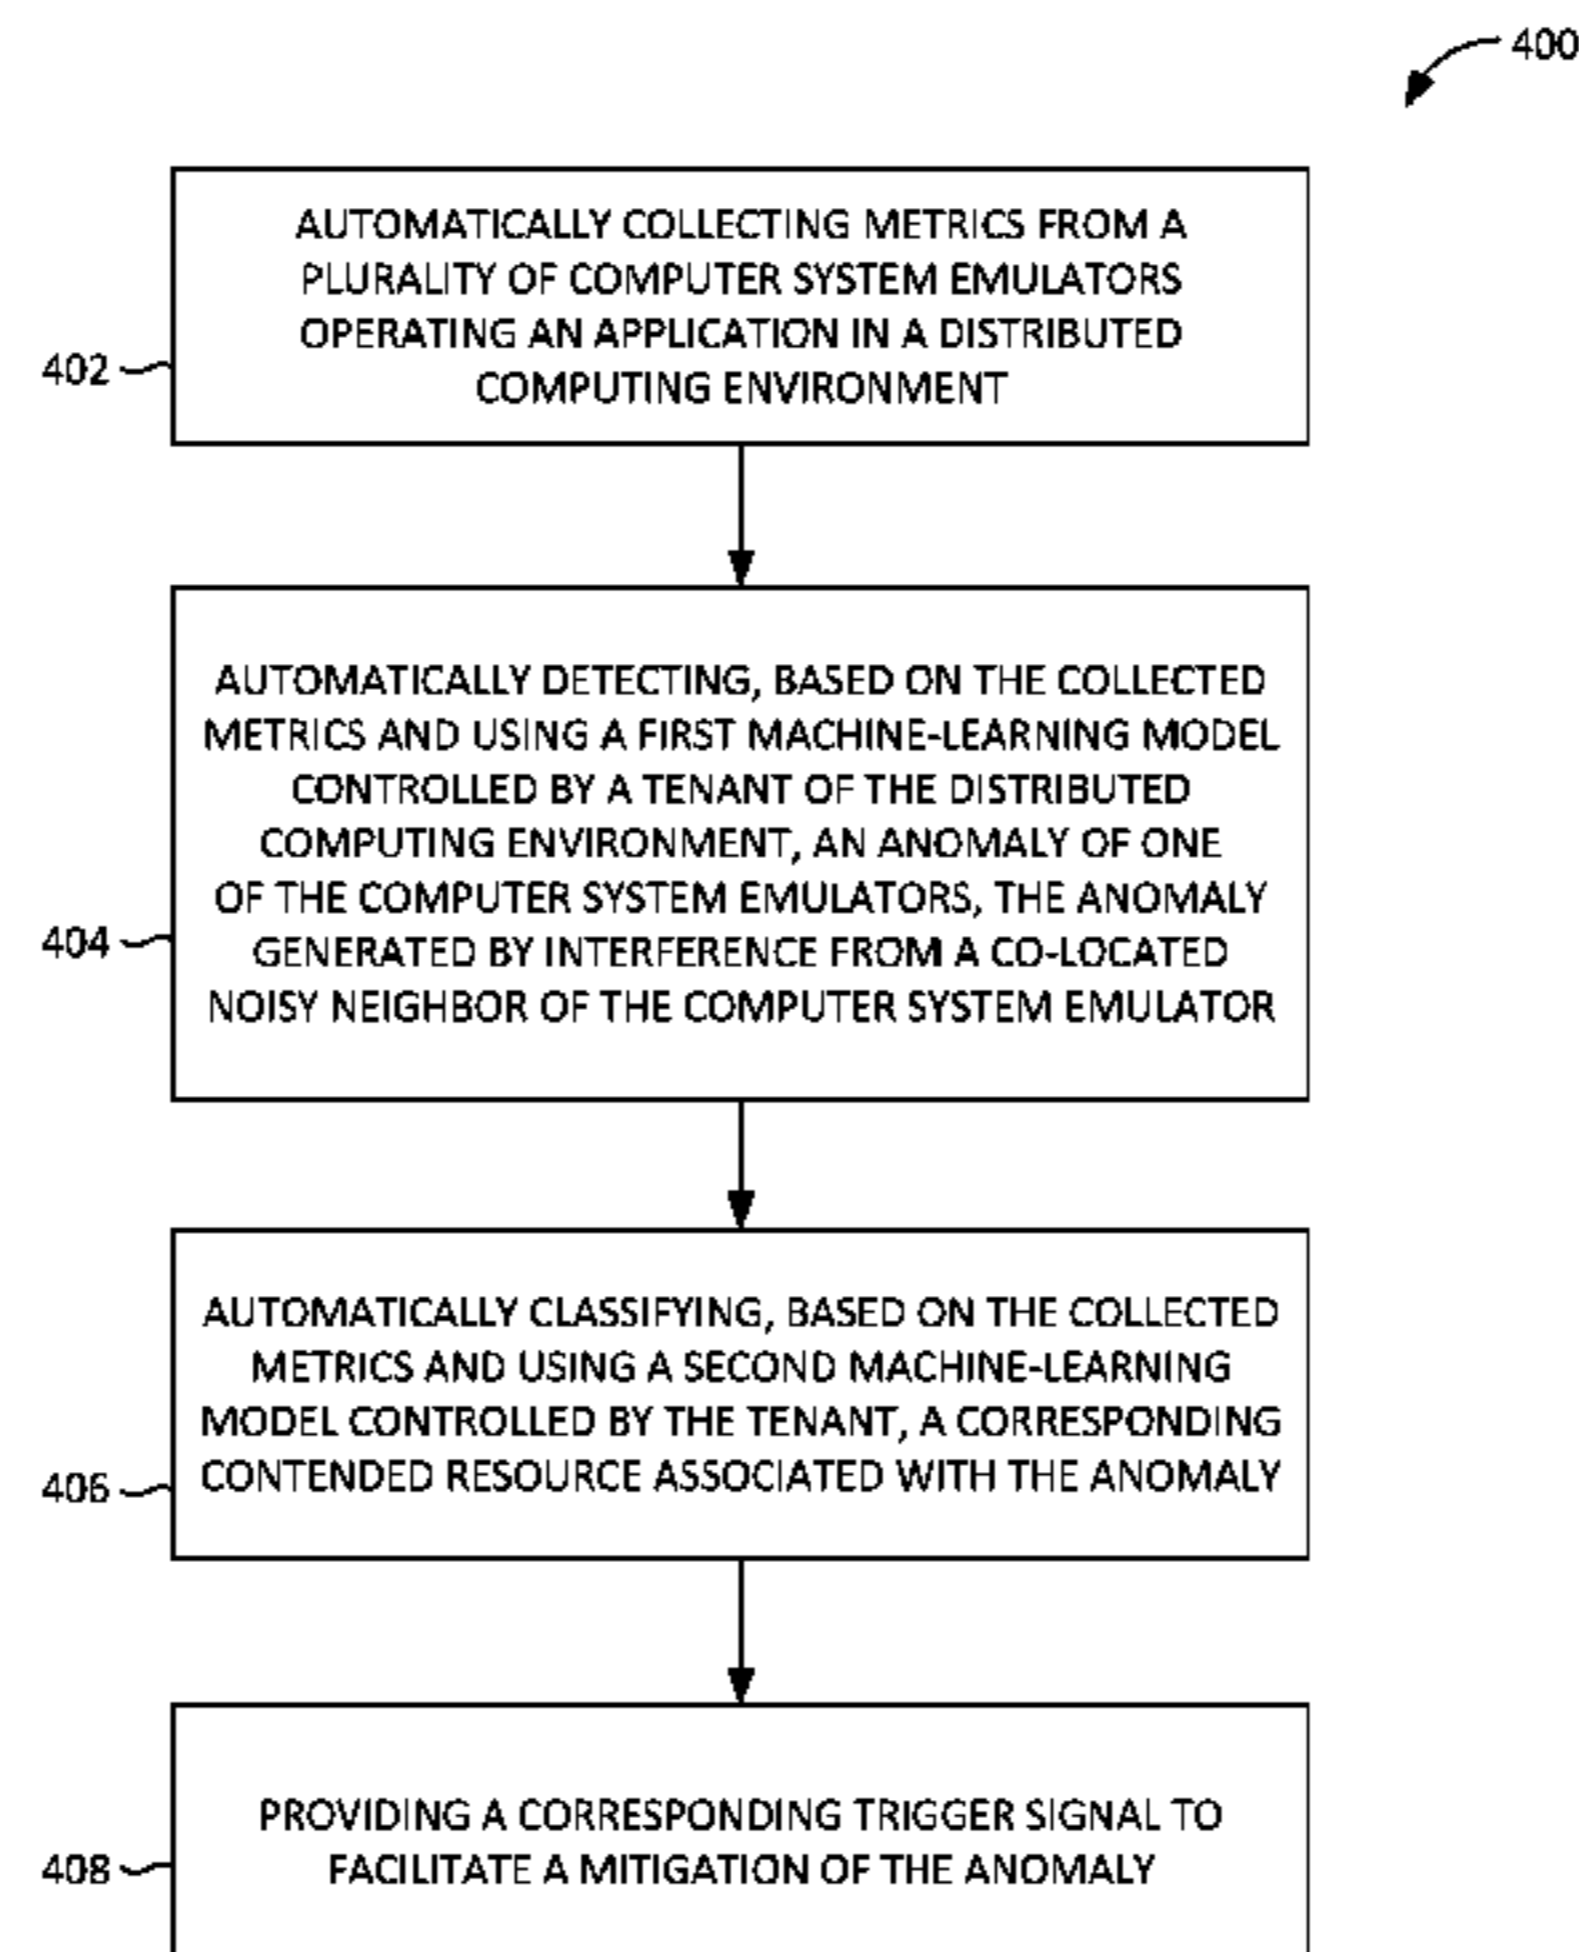 400
AUTOMATICALLY COLLECTING METRICS FROM A
PLURALITY OF COMPUTER SYSTEM EMULATORS
OPERATING AN APPLICATION IN A DISTRIBUTED
COMPUTING ENVIRONMENT
402
AUTOMATICALLY DETECTING, BASED ON THE COLLECTED
METRICS AND USING A FIRST MACHINE-LEARNING MODEL
CONTROLLED BY A TENANT OF THE DISTRIBUTED
COMPUTING ENVIRONMENT, AN ANOMALY OF ONE
OF THE COMPUTER SYSTEM EMULATORS, THE ANOMALY
GENERATED BY INTERFERENCE FROM A CO-LOCATED
NOISY NEIGHBOR OF THE COMPUTER SYSTEM EMULATOR
404
AUTOMATICALLY CLASSIFYING, BASED ON THE COLLECTED
METRICS AND USING A SECOND MACHINE-LEARNING
MODEL CONTROLLED BY THE TENANT, A CORRESPONDING
CONTENDED RESOURCE ASSOCIATED WITH THE ANOMALY
406
PROVIDING A CORRESPONDING TRIGGER SIGNAL TO
FACILITATE A MITIGATION OF THE ANOMALY
408